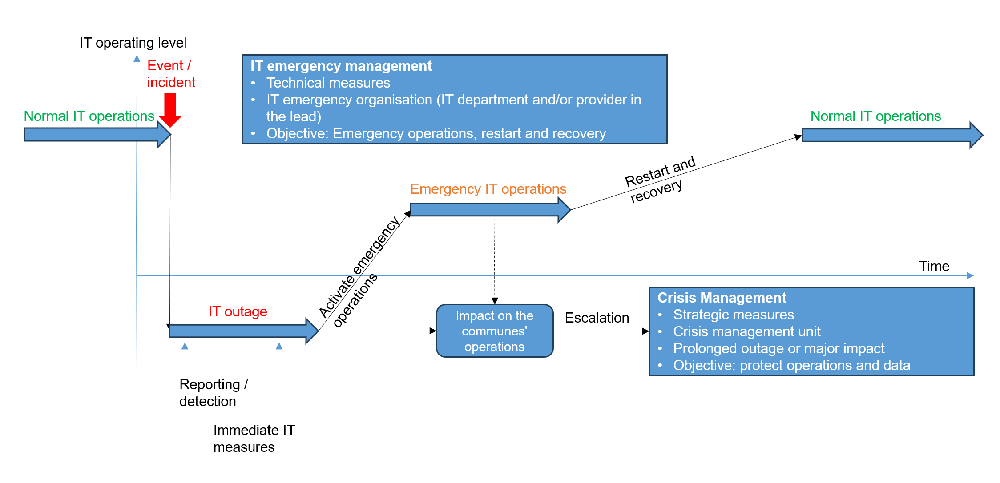 IT operating level
Event /
incident
Normal IT operations
IT emergency management
• Technical measures
• IT emergency organisation (IT department and/or provider in
the lead)
• Objective: Emergency operations, restart and recovery
Normal IT operations
Restart and
recovery
Emergency IT operations
Activate emergency
operations
Time
IT outage
Impact on the
communes'
operations
Escalation
Crisis Management
• Strategic measures
• Crisis management unit
• Prolonged outage or major impact
• Objective: protect operations and data
Reporting /
detection
Immediate IT
measures